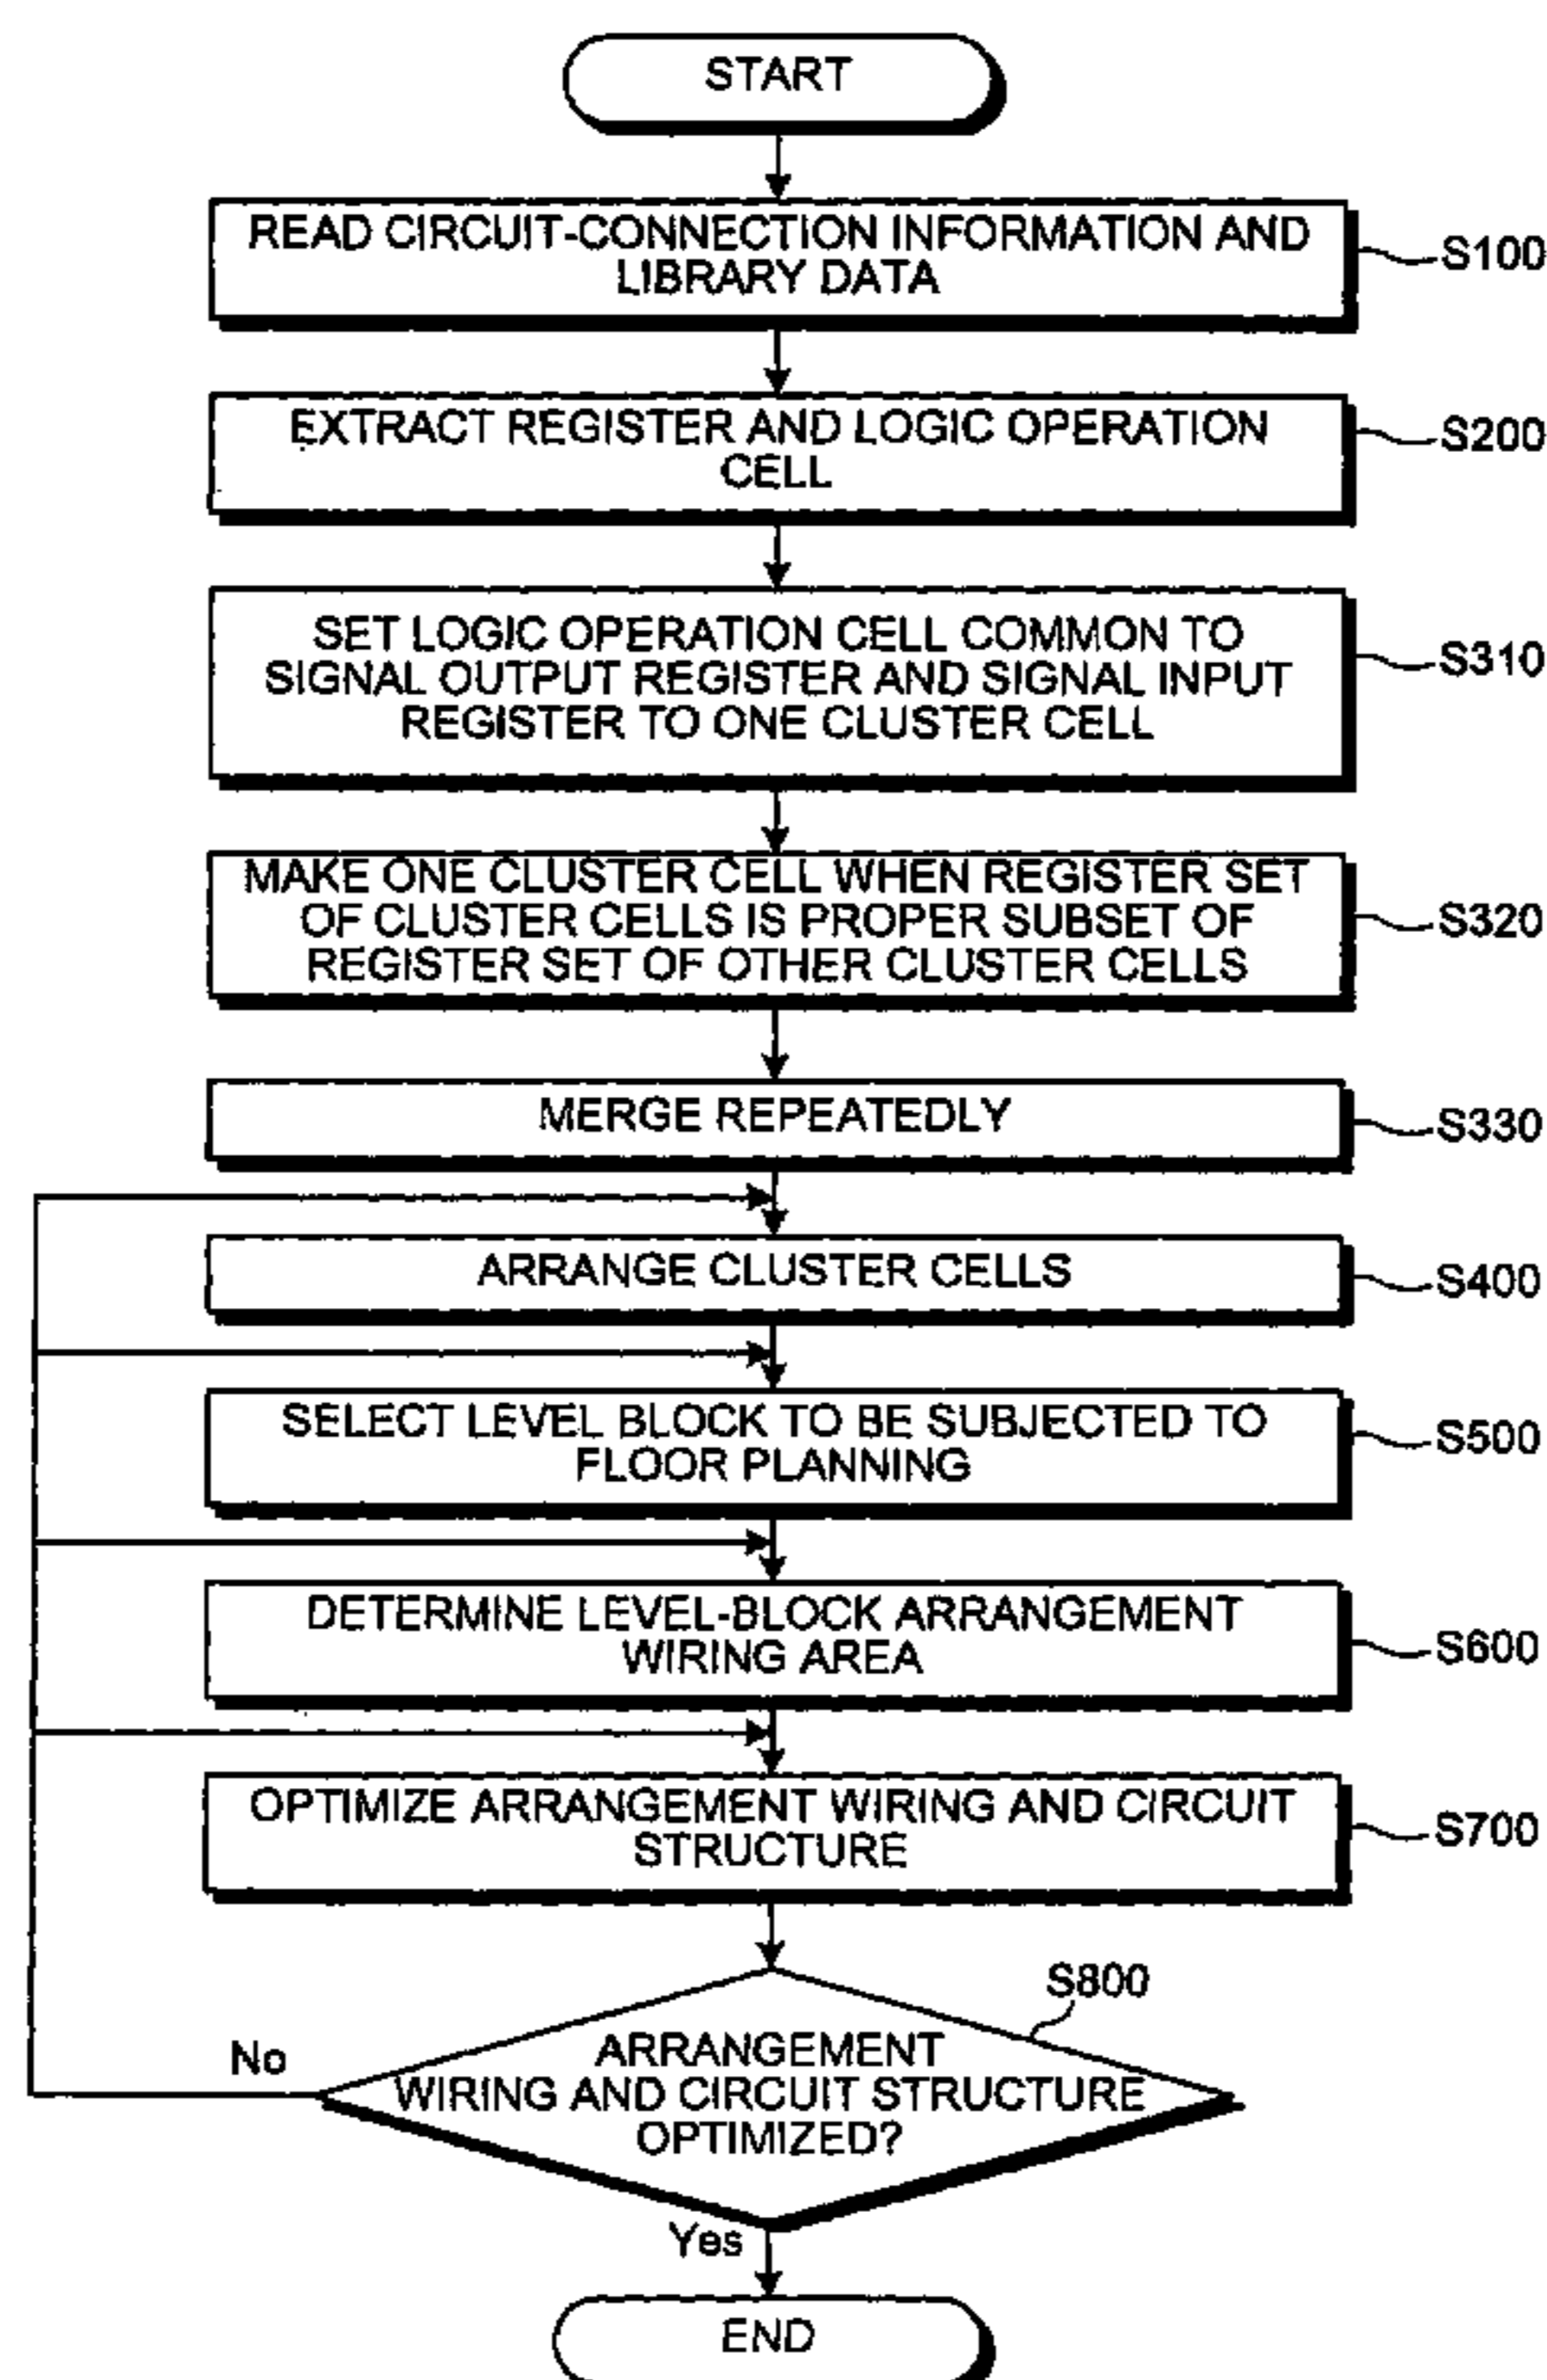 START
READ CIRCUIT-CONNECTION INFORMATION AND
LIBRARY DATA
S100
EXTRACT REGISTER AND LOGIC OPERATION
CELL
S200
SET LOGIC OPERATION CELL COMMON TO
SIGNAL OUTPUT REGISTER AND SIGNAL INPUT
REGISTER TO ONE CLUSTER CELL
S310
MAKE ONE CLUSTER CELL WHEN REGISTER SET
OF CLUSTER CELLS IS PROPER SUBSET OF
REGISTER SET OF OTHER CLUSTER CELLS
S320
MERGE REPEATEDLY
S330
ARRANGE CLUSTER CELLS
S400
SELECT LEVEL BLOCK TO BE SUBJECTED TO
FLOOR PLANNING
S500
DETERMINE LEVEL-BLOCK ARRANGEMENT
WIRING AREA
S600
OPTIMIZE ARRANGEMENT WIRING AND CIRCUIT
STRUCTURE
S700
S800
ARRANGEMENT
WIRING AND CIRCUIT STRUCTURE
OPTIMIZED?
No
Yes
END